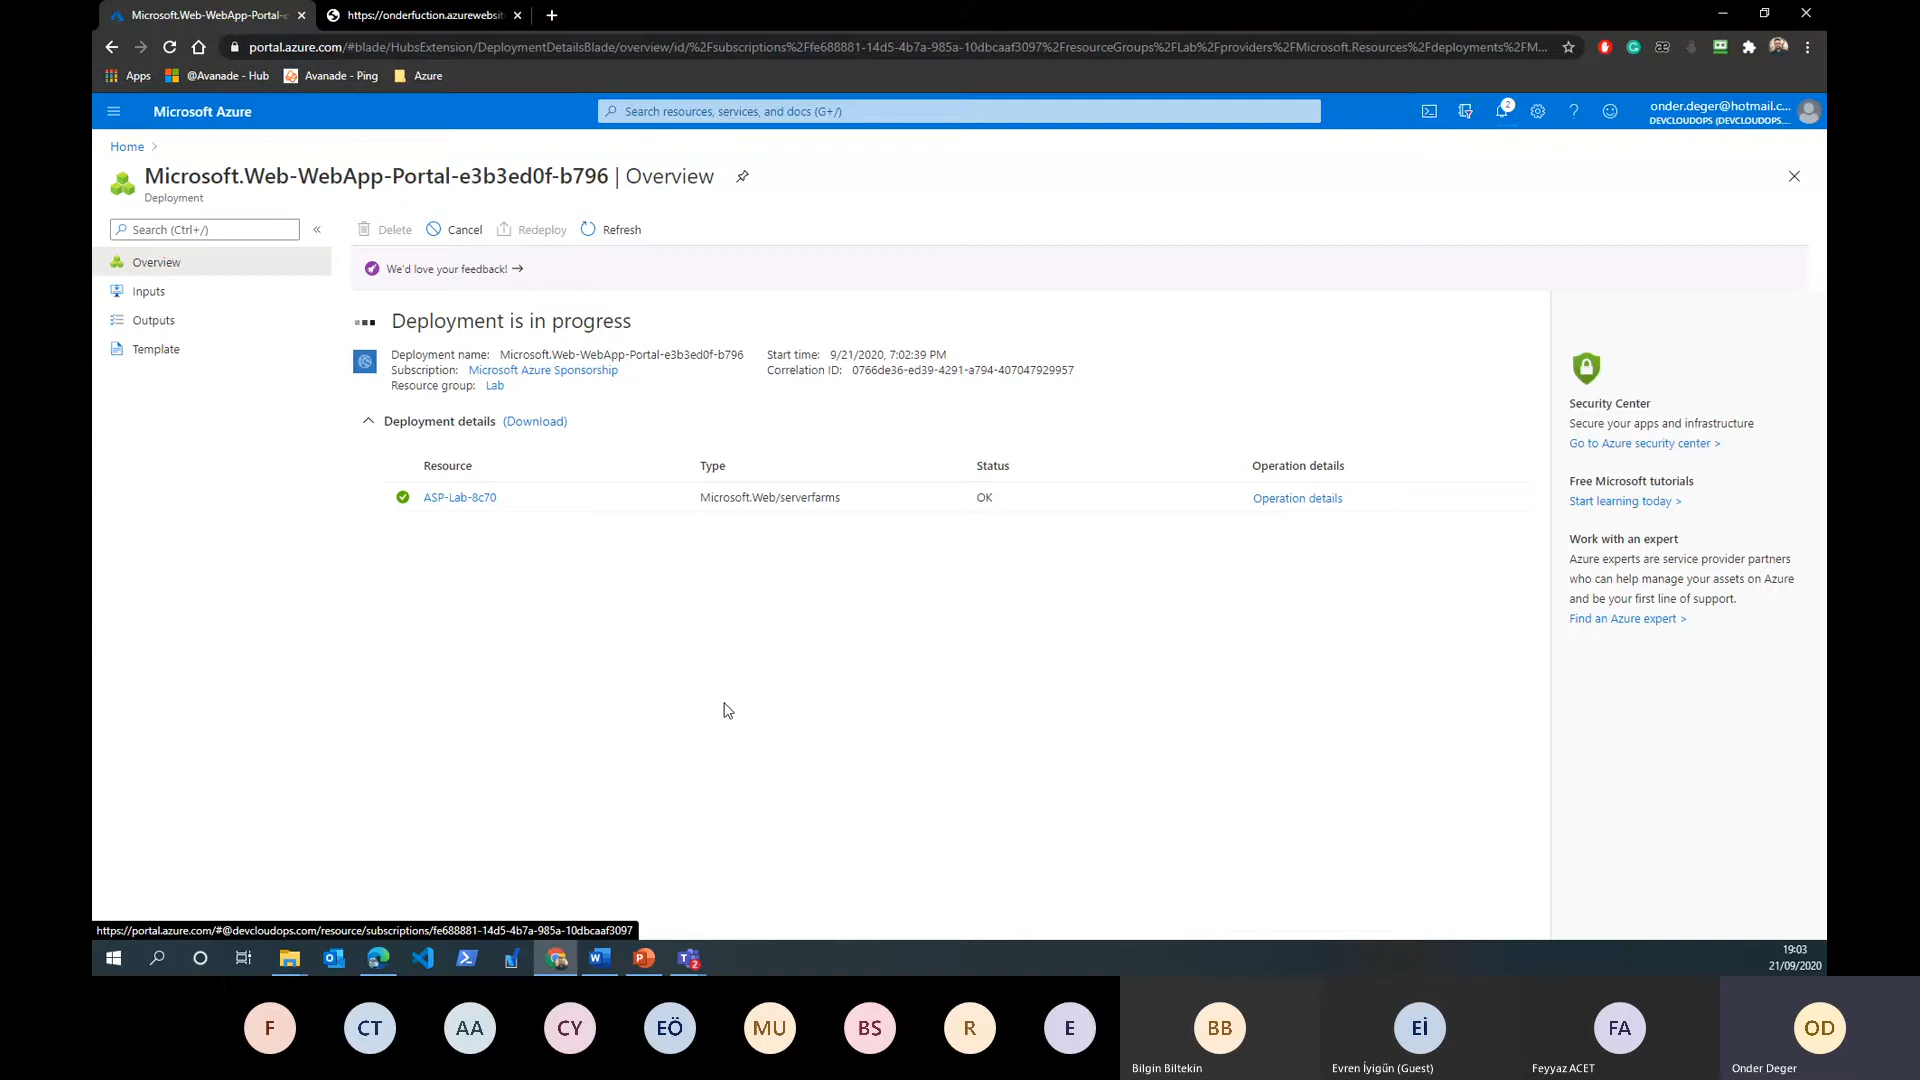 Microsoft.Web-WebApp-Portal-e
https://onderfuction.azurewebsit
portal.azure.com/#blade/HubsExtension/DeploymentDetailsBlade/overview/id/%2Fsubscriptions%2Ffe688881-14d5-4b7a-985a-10dbcaaf3097%2FresourceGroups%2FLab%2Fproviders%2FMicrosoft.Resources%2Fdeployments%2FM...
Apps
@Avanade - Hub
Avanade - Ping
Azure
Microsoft Azure
Search resources, services, and docs (G+/)
2
onder.deger@hotmail.c...
DEVCLOUDOPS (DEVCLOUDOPS....
Home
Microsoft.Web-WebApp-Portal-e3b3ed0f-b796 | Overview
Deployment
Search (Ctrl+/)
«
Delete
Cancel
Redeploy
Refresh
Overview
Inputs
Outputs
Template
We'd love your feedback! →
Deployment is in progress
Deployment name: Microsoft.Web-WebApp-Portal-e3b3ed0f-b796
Subscription: Microsoft Azure Sponsorship
Resource group: Lab
Start time: 9/21/2020, 7:02:39 PM
Correlation ID: 0766de36-ed39-4291-a794-407047929957
Deployment details (Download)
Resource Type Status Operation details
ASP-Lab-8c70 Microsoft.Web/serverfarms OK Operation details
Security Center
Secure your apps and infrastructure
Go to Azure security center >
Free Microsoft tutorials
Start learning today >
Work with an expert
Azure experts are service provider partners
who can help manage your assets on Azure
and be your first line of support.
Find an Azure expert >
https://portal.azure.com/#@devcloudops.com/resource/subscriptions/fe688881-14d5-4b7a-985a-10dbcaaf3097
19:03
21/09/2020
F
CT
AA
CY
EÖ
MU
BS
R
E
BB
Bilgin Biltekin
Eİ
Evren İyigün (Guest)
FA
Feyyaz ACET
OD
Onder Deger